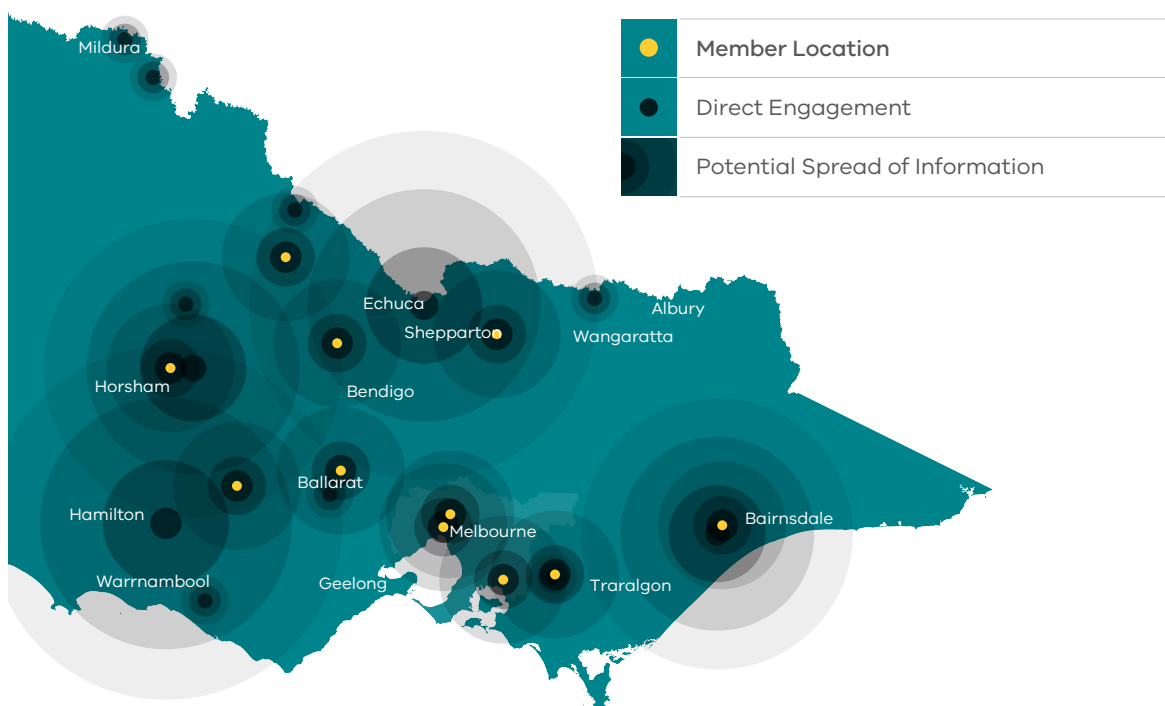 Member Location
Direct Engagement
Potential Spread of Information
Mildura
Echuca
Albury
Shepparton
Wangaratta
Horsham
Bendigo
Ballarat
Hamilton
Bairnsdale
Melbourne
Warrnambool
Geelong
Traralgon